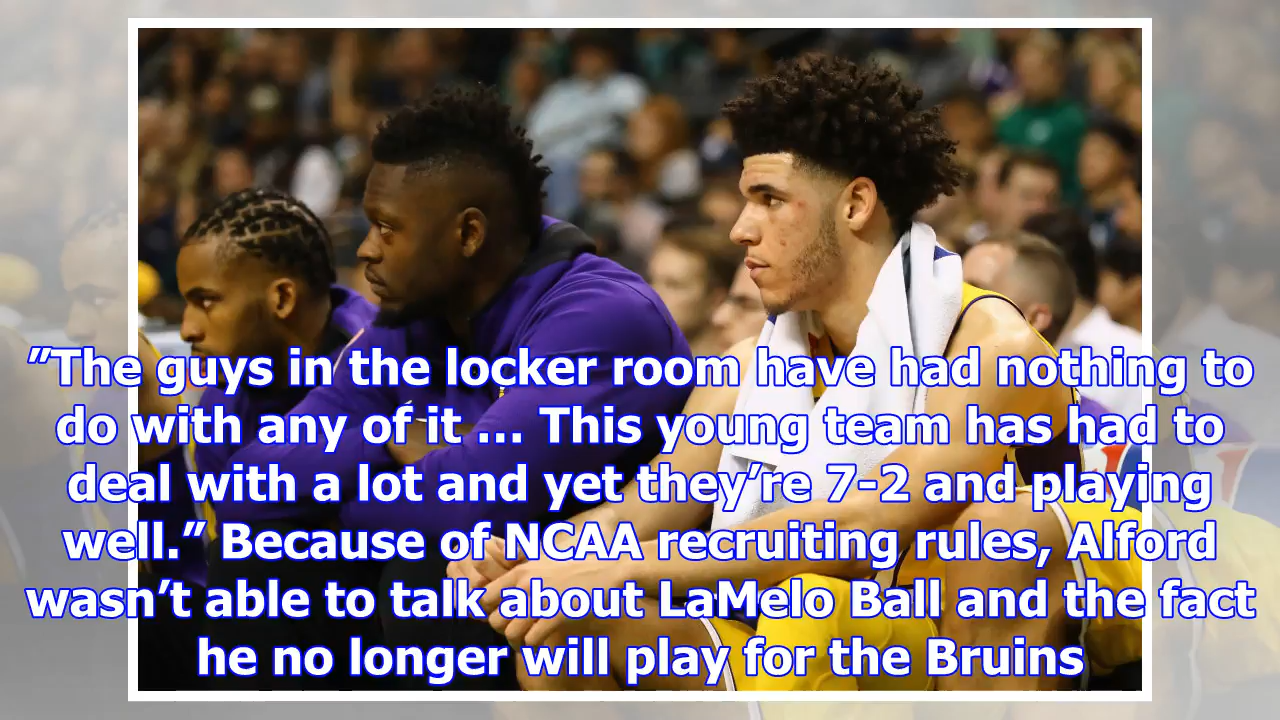 ”The guys in the locker room have had nothing to
do with any of it ... This young team has had to
deal with a lot and yet they’re 7-2 and playing
well.” Because of NCAA recruiting rules, Alford
wasn’t able to talk about LaMelo Ball and the fact
he no longer will play for the Bruins